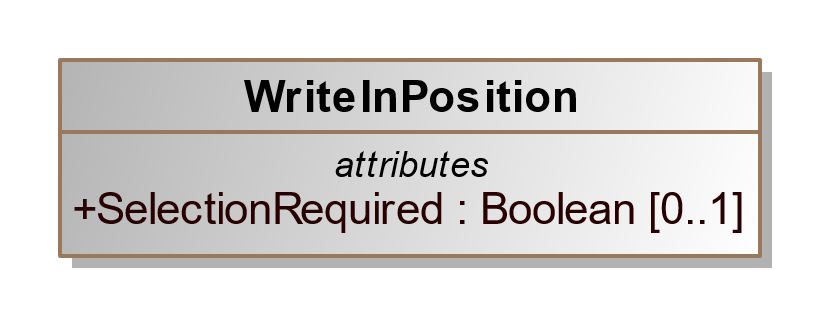 WriteInPosition
attributes
+SelectionRequired : Boolean [0..1]